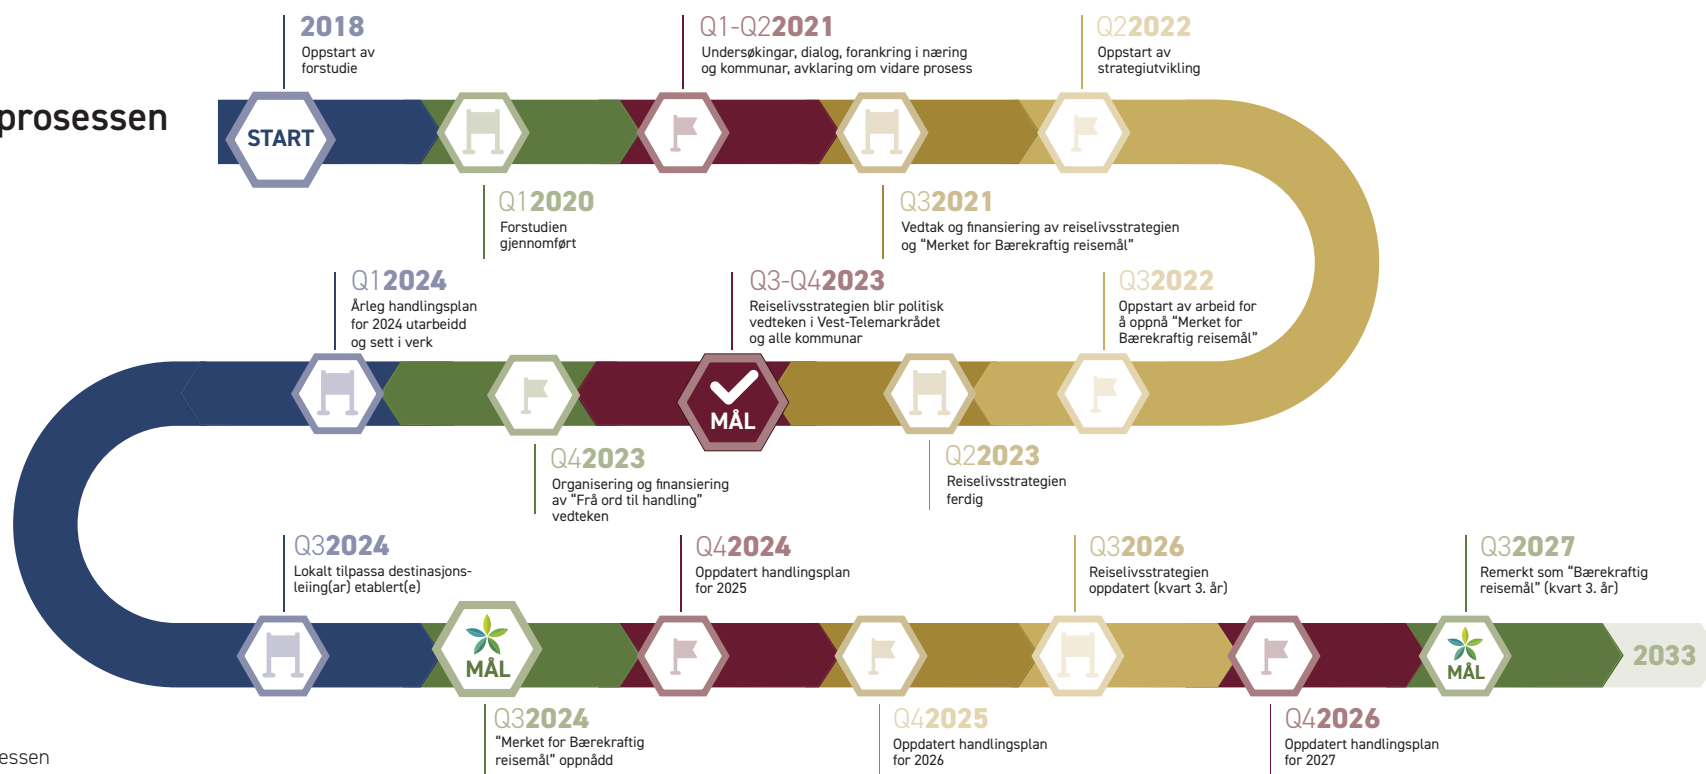 prosessen
2018
Oppstart av
forstudie
START
Q12020
Forstudien
gjennomført
Q1-Q22021
Undersøkingar, dialog, forankring i næring
og kommunar, avklaring om vidare prosess
Q32021
Vedtak og finansiering av reiselivsstrategien
og “Merket for Bærekraftig reisemål”
Q22022
Oppstart av
strategiutvikling
Q32022
Oppstart av arbeid for
å oppnå “Merket for
Bærekraftig reisemål”
Q22023
Reiselivsstrategien
ferdig
Q3-Q42023
Reiselivsstrategien blir politisk
vedteken i Vest-Telemarkrådet
og alle kommunar
MÅL
Q42023
Organisering og finansiering
av “Frå ord til handling”
vedteken
Q12024
Årleg handlingsplan
for 2024 utarbeidd
og sett i verk
Q32024
Lokalt tilpassa destinasjons-
leiing(ar) etablert(e)
MÅL
Q32024
“Merket for Bærekraftig
reisemål” oppnådd
Q42024
Oppdatert handlingsplan
for 2025
Q42025
Oppdatert handlingsplan
for 2026
Q32026
Reiselivsstrategien
oppdatert (kvart 3. år)
Q42026
Oppdatert handlingsplan
for 2027
Q32027
Remerkt som “Bærekraftig
reisemål” (kvart 3. år)
MÅL
2033
essen